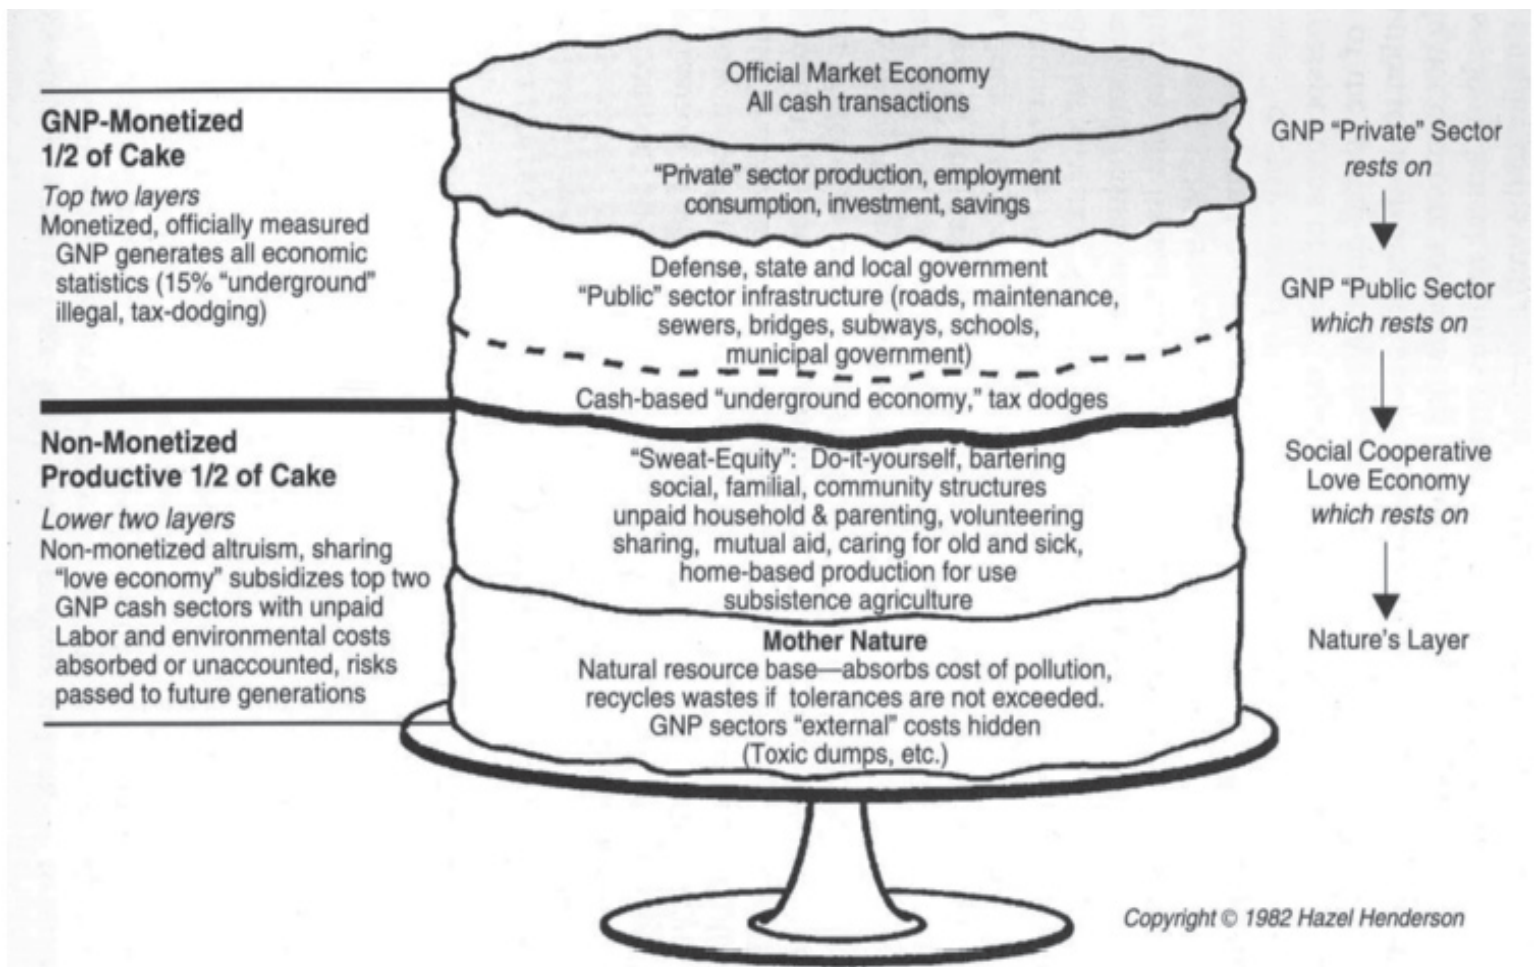 GNP-Monetized
1/2 of Cake
Top two layers
Monetized, officially measured
GNP generates all economic
statistics (15% "underground"
illegal, tax-dodging)
Non-Monetized
Productive 1/2 of Cake
Lower two layers
Non-monetized altruism, sharing
"love economy" subsidizes top two
GNP cash sectors with unpaid
Labor and environmental costs
absorbed or unaccounted, risks
passed to future generations
Official Market Economy
All cash transactions
"Private" sector production, employment
consumption, investment, savings
Defense, state and local government
"Public" sector infrastructure (roads, maintenance,
sewers, bridges, subways, schools,
municipal government)
Cash-based "underground economy," tax dodges
"Sweat-Equity": Do-it-yourself, bartering
social, familial, community structures
unpaid household & parenting, volunteering
sharing, mutual aid, caring for old and sick,
home-based production for use
subsistence agriculture
Mother Nature
Natural resource base—absorbs cost of pollution,
recycles wastes if tolerances are not exceeded.
GNP sectors "external" costs hidden
(Toxic dumps, etc.)
GNP "Private" Sector
rests on
GNP "Public Sector
which rests on
Social Cooperative
Love Economy
which rests on
Nature's Layer
Copyright © 1982 Hazel Henderson